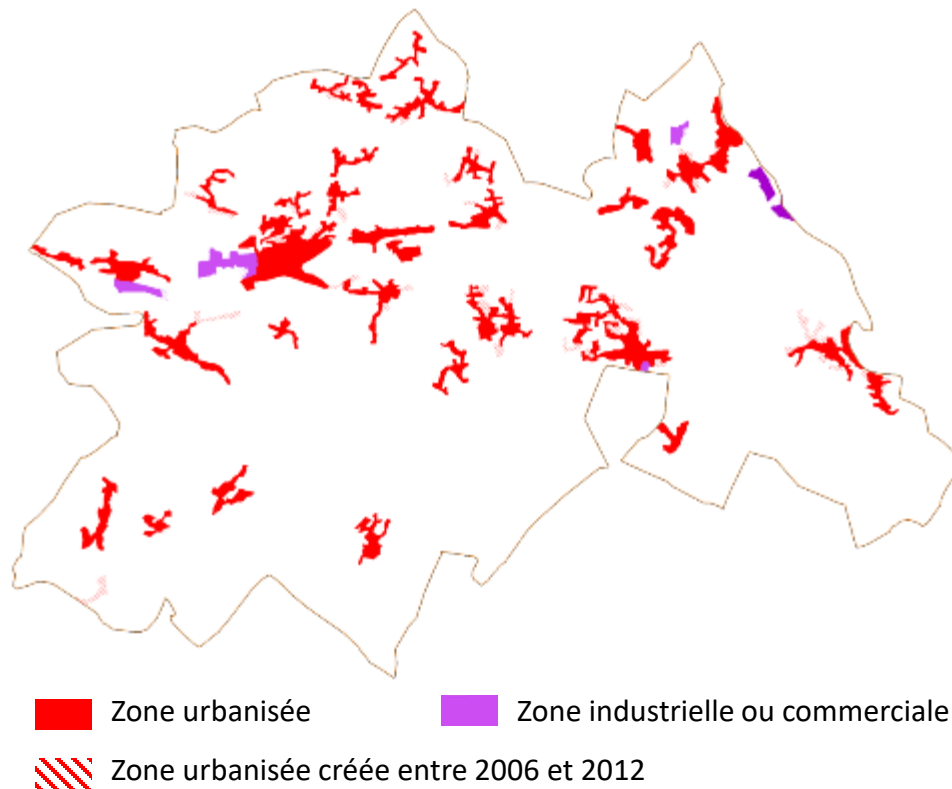 Zone urbanisée
Zone industrielle ou commerciale
Zone urbanisée créée entre 2006 et 2012